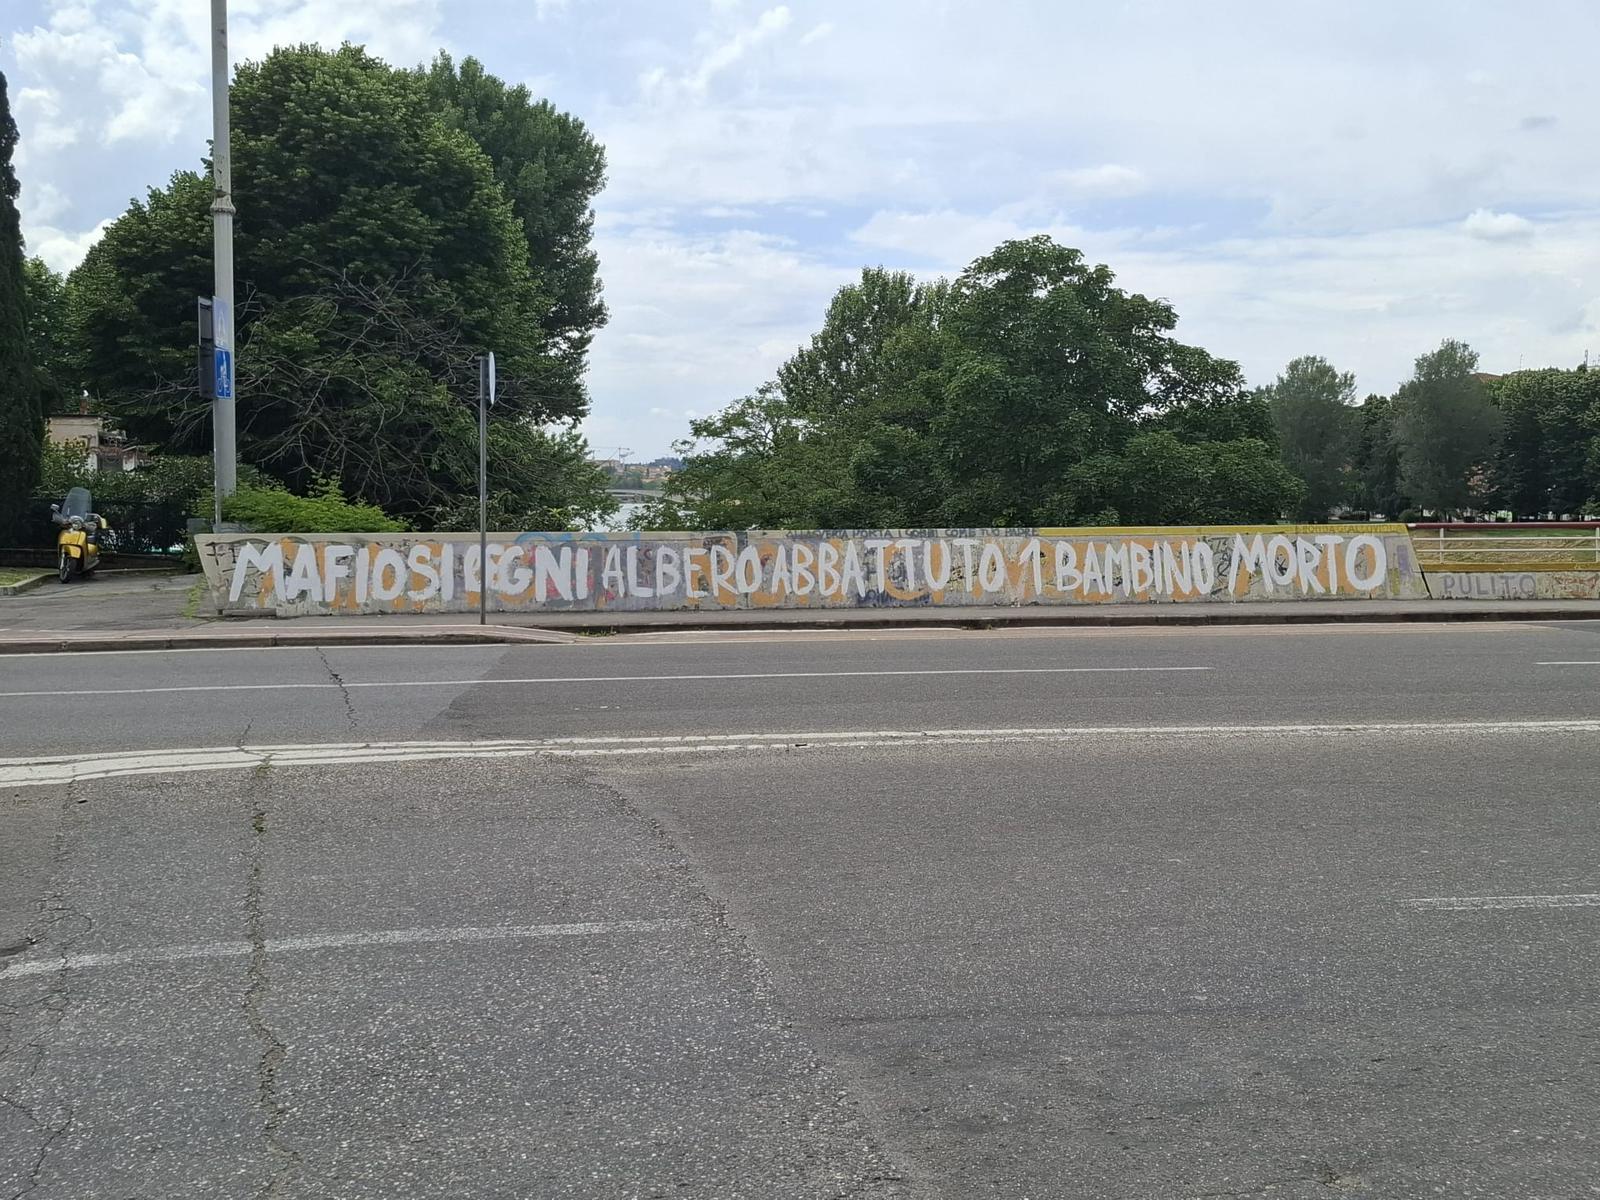 MAFIOSI OGNI ALBERO ABBATTUTO 1 BAMBINO MORTO
PULITO